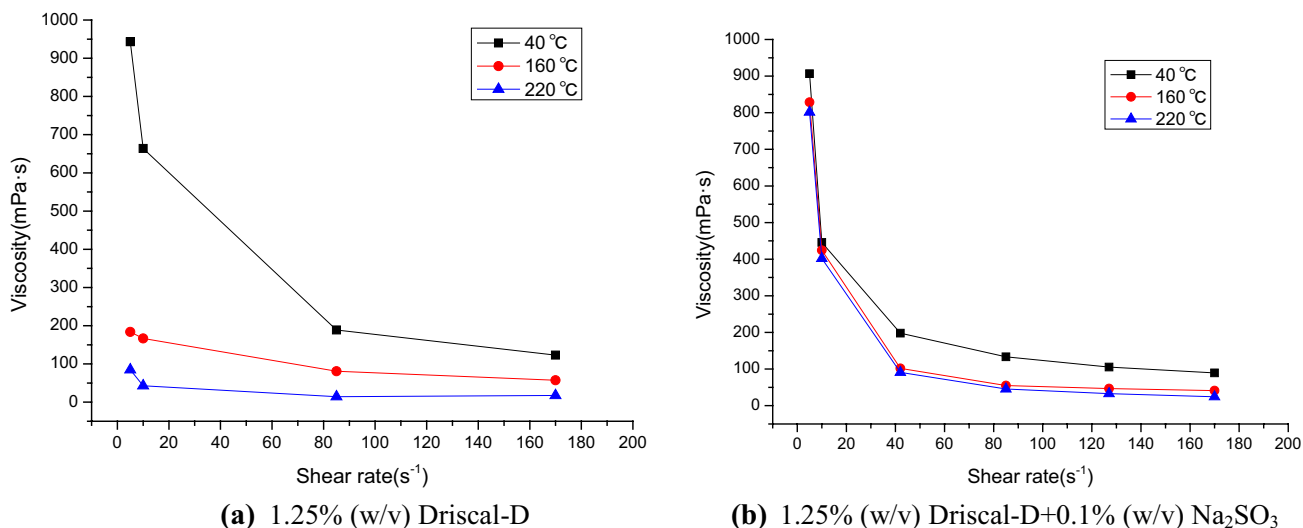 1000
900
800
700
600
500
400
300
200
100
0
Viscosity(mPa·s)
40 °C
160 °C
220 °C
0 20 40 60 80 100 120 140 160 180 200
Shear rate(s⁻¹)
(a) 1.25% (w/v) Driscal-D
1000
900
800
700
600
500
400
300
200
100
0
Viscosity(mPa·s)
40 °C
160 °C
220 °C
0 20 40 60 80 100 120 140 160 180 200
Shear rate(s⁻¹)
(b) 1.25% (w/v) Driscal-D+0.1% (w/v) Na₂SO₃